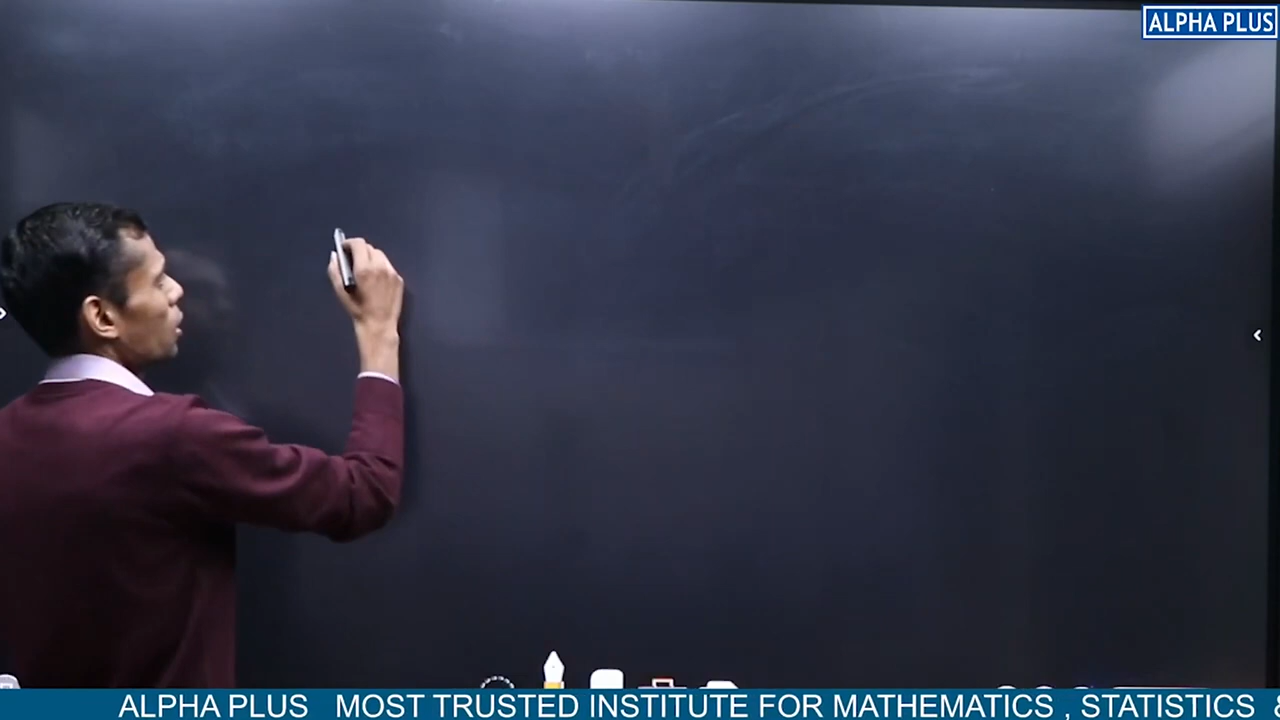 ALPHA PLUS
ALPHA PLUS MOST TRUSTED INSTITUTE FOR MATHEMATICS , STATISTICS